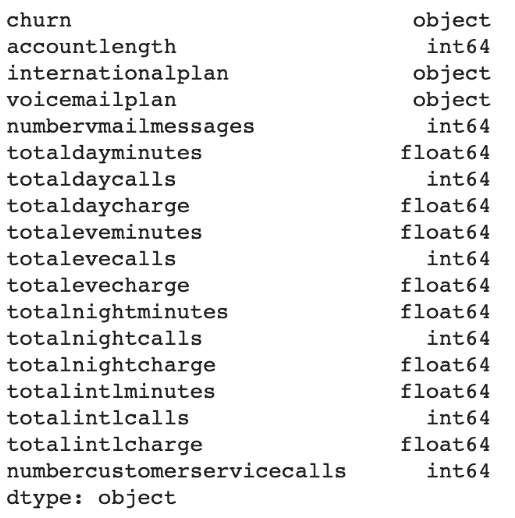 churn object
accountlength int64
internationalplan object
voicemailplan object
numbervmailmessages int64
totaldayminutes float64
totaldaycalls int64
totaldaycharge float64
totaleveminutes float64
totalevecalls int64
totalevecharge float64
totalnightminutes float64
totalnightcalls int64
totalnightcharge float64
totalintlminutes float64
totalintlcalls int64
totalintlcharge float64
numbercustomerservicecalls int64
dtype: object